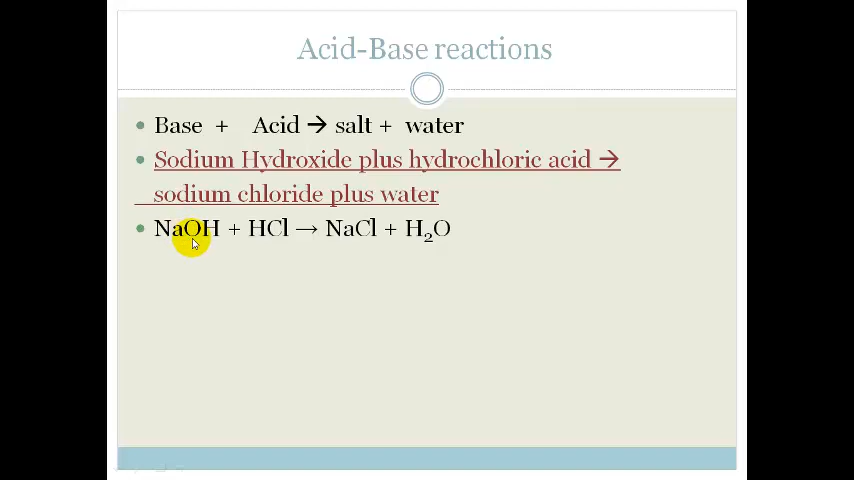 Acid-Base reactions
• Base + Acid → salt + water
• Sodium Hydroxide plus hydrochloric acid →
sodium chloride plus water
• NaOH + HCl → NaCl + H₂O